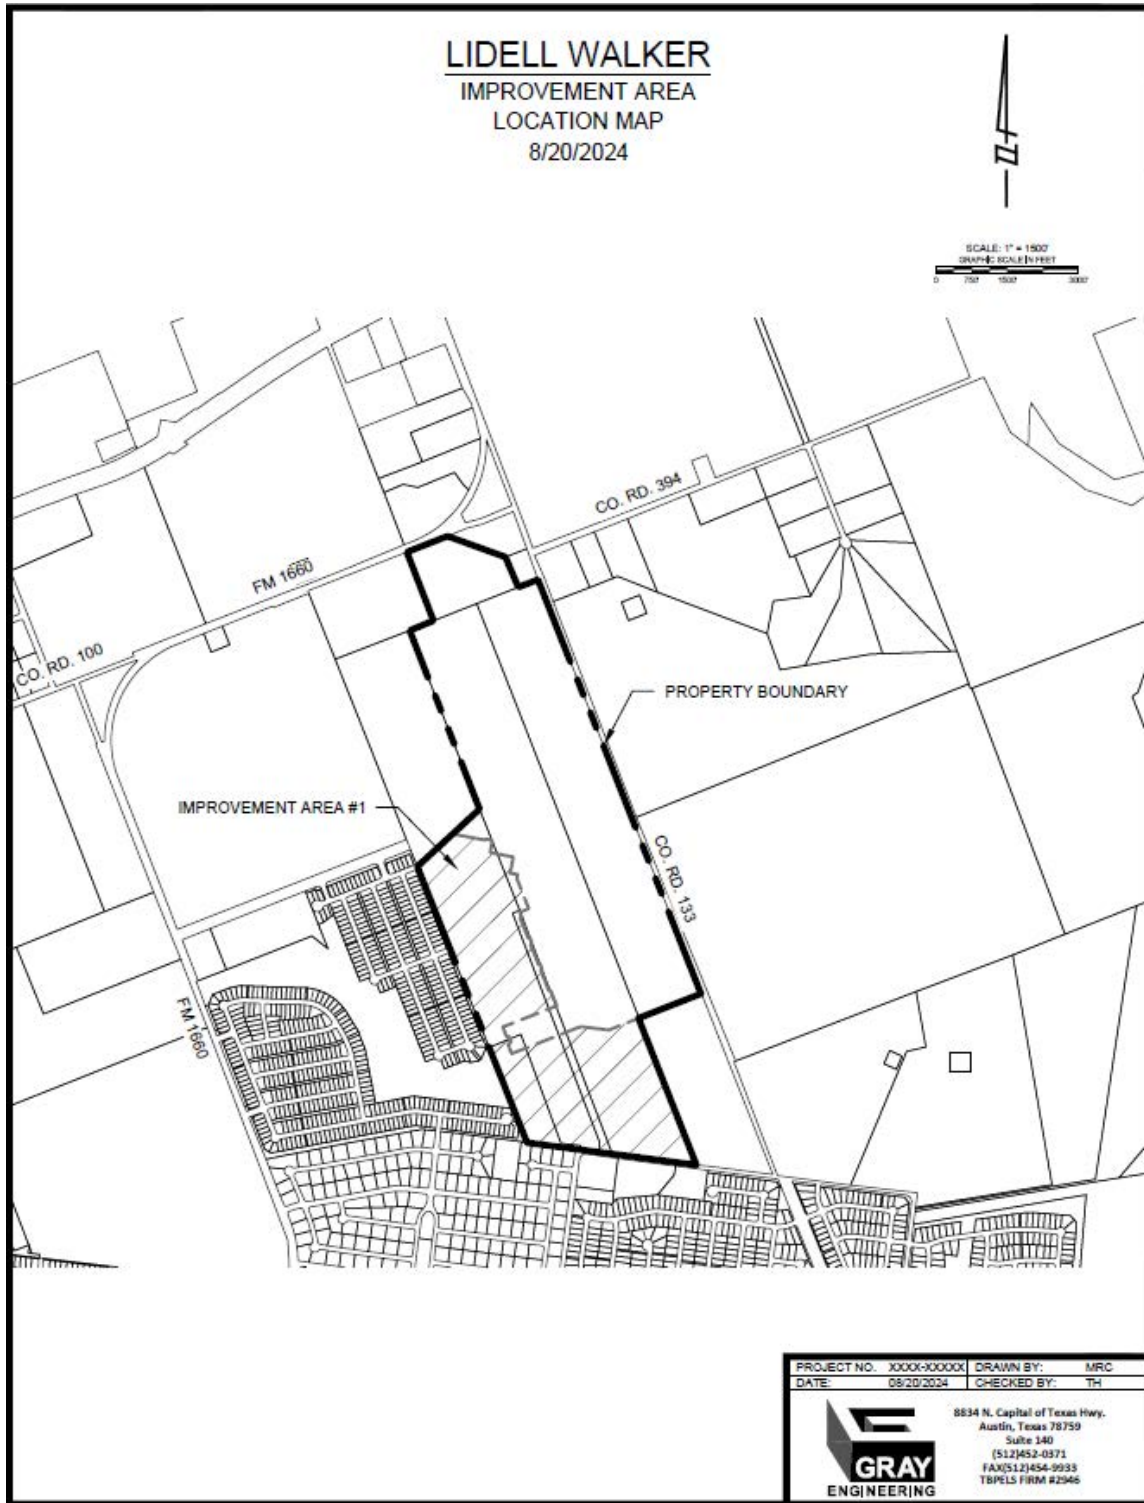 LIDELL WALKER
IMPROVEMENT AREA
LOCATION MAP
8/20/2024
N
SCALE: 1" = 1500'
GRAPHIC SCALE IN FEET
0 750' 1500' 3000'
CO. RD. 394
FM 1660
CO. RD. 100
PROPERTY BOUNDARY
IMPROVEMENT AREA #1
CO. RD. 133
FM 1660
PROJECT NO. XXXX-XXXXX DRAWN BY: MRC
DATE: 08/20/2024 CHECKED BY: TH
8834 N. Capital of Texas Hwy.
Austin, Texas 78759
Suite 140
(512)452-0371
FAX(512)454-9933
TBPELS FIRM #2946
GRAY
ENGINEERING